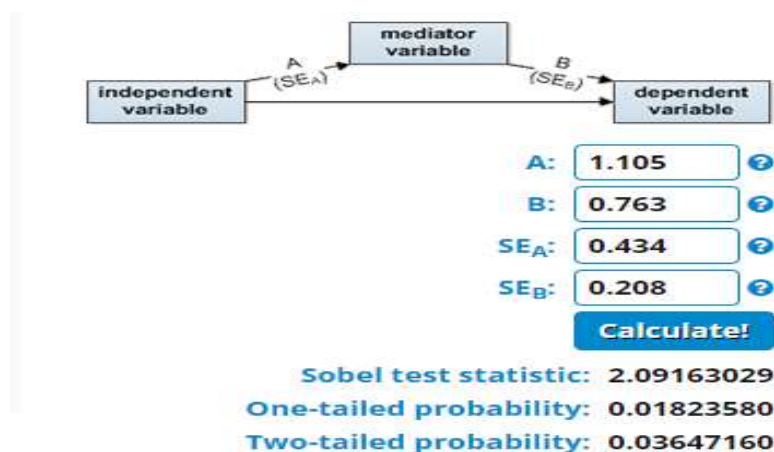 mediator
variable
A
(SEA)
B
(SEB)
independent
variable
dependent
variable
A: 1.105 ?
B: 0.763 ?
SEA: 0.434 ?
SEB: 0.208 ?
Calculate!
Sobel test statistic: 2.09163029
One-tailed probability: 0.01823580
Two-tailed probability: 0.03647160